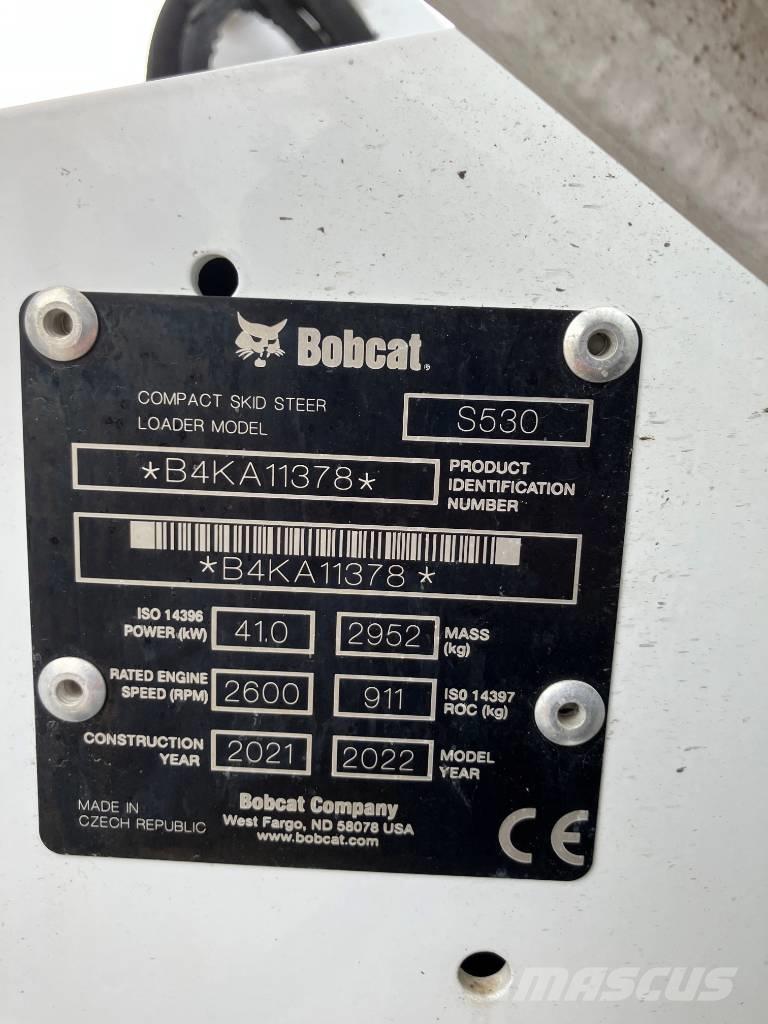 Bobcat.
COMPACT SKID STEER
LOADER MODEL
S530
*B4KA11378*
PRODUCT
IDENTIFICATION
NUMBER
*B4KA11378*
ISO 14396
POWER (kW)
41.0
2952
MASS
(kg)
RATED ENGINE
SPEED (RPM)
2600
911
ISO 14397
ROC (kg)
CONSTRUCTION
YEAR
2021
2022
MODEL
YEAR
MADE IN
CZECH REPUBLIC
Bobcat Company
West Fargo, ND 58078 USA
www.bobcat.com
CE
MASCUS